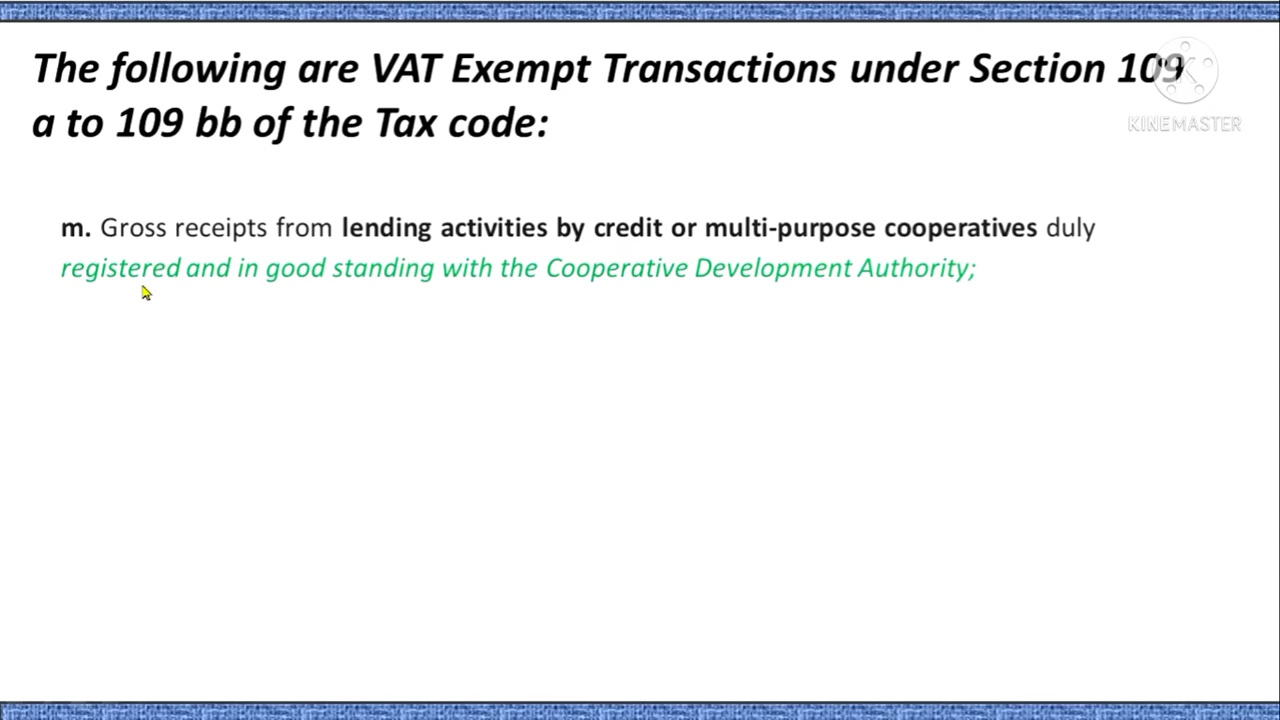 The following are VAT Exempt Transactions under Section 109
a to 109 bb of the Tax code:
KINEMASTER
m. Gross receipts from lending activities by credit or multi-purpose cooperatives duly
registered and in good standing with the Cooperative Development Authority;